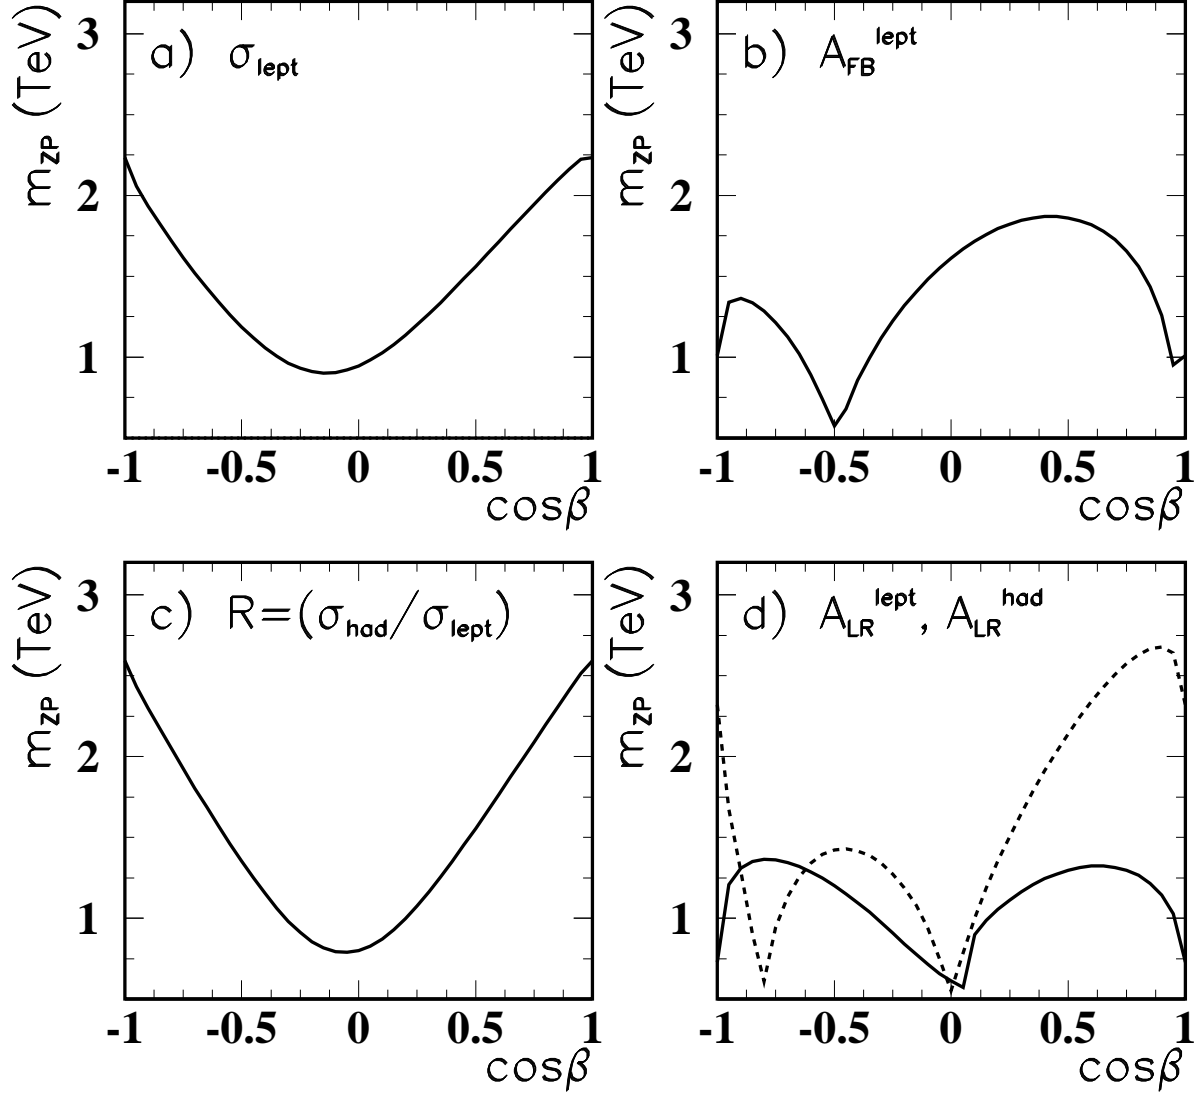 a) σlept
m_ZP (TeV)
3
2
1
-1 -0.5 0 0.5 1
cosβ
b) A_FB^lept
m_ZP (TeV)
3
2
1
-1 -0.5 0 0.5 1
cosβ
c) R=(σhad/σlept)
m_ZP (TeV)
3
2
1
-1 -0.5 0 0.5 1
cosβ
d) A_LR^lept, A_LR^had
m_ZP (TeV)
3
2
1
-1 -0.5 0 0.5 1
cosβ